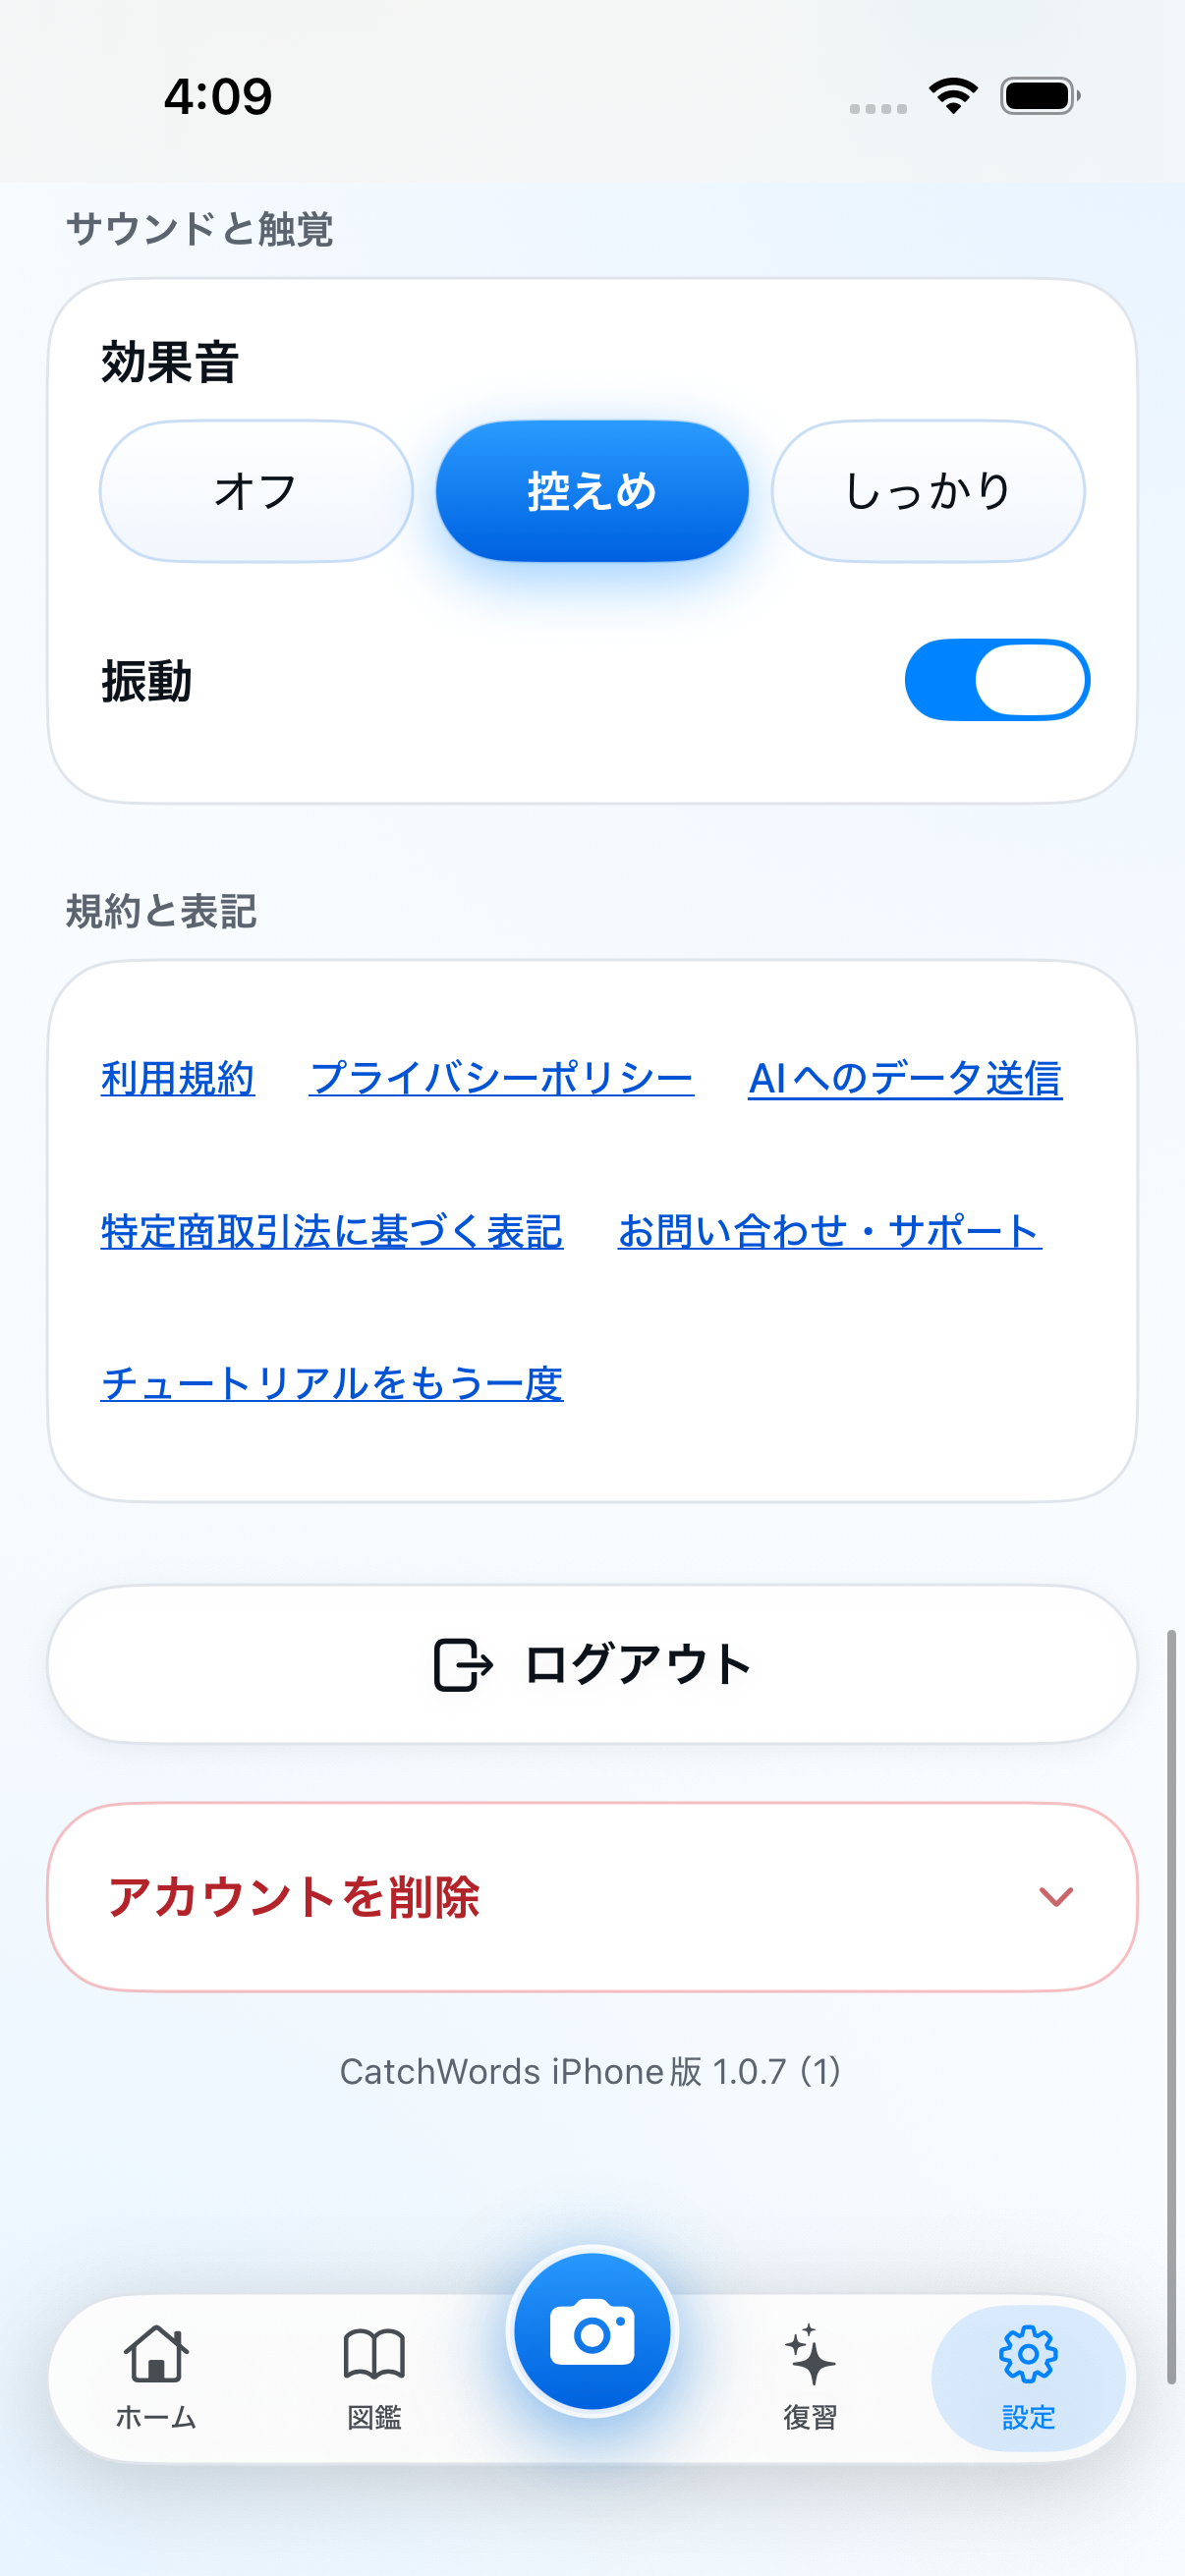 4:09
サウンドと触覚
効果音
オフ 控えめ しっかり
振動
規約と表記
利用規約 プライバシーポリシー AIへのデータ送信
特定商取引法に基づく表記 お問い合わせ・サポート
チュートリアルをもう一度
ログアウト
アカウントを削除
CatchWords iPhone版 1.0.7 (1)
ホーム 図鑑 復習 設定